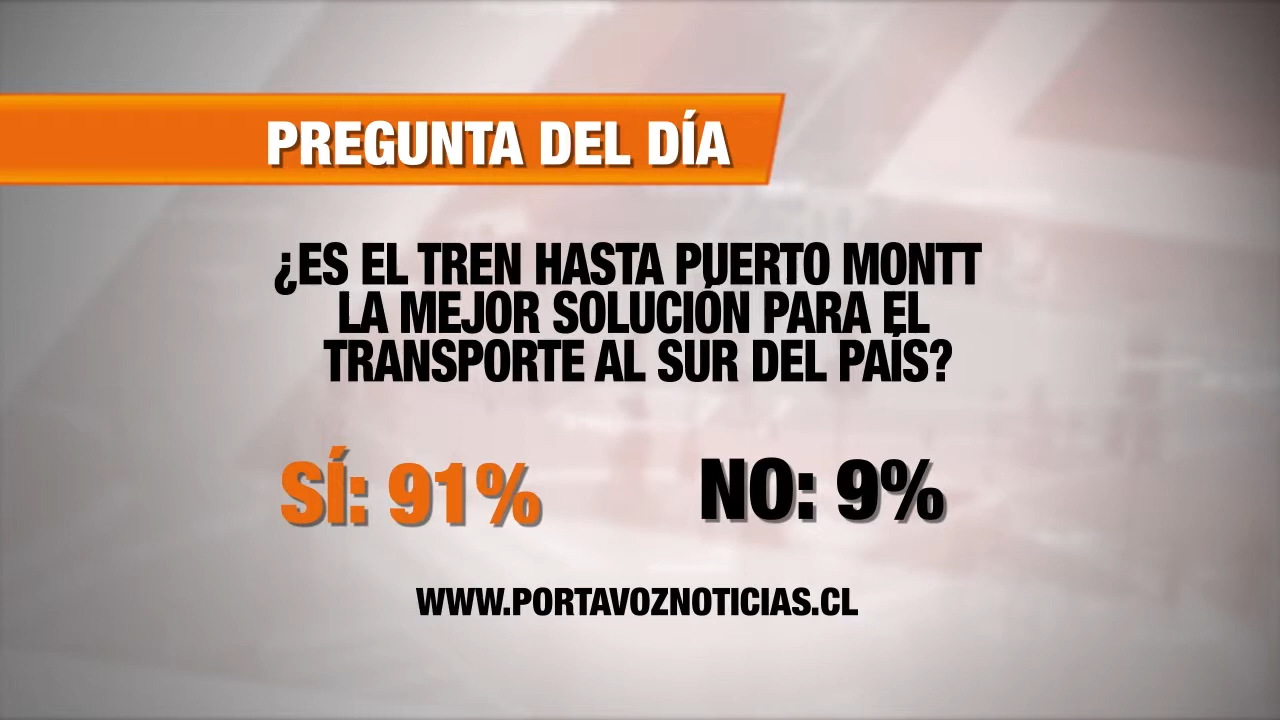 PREGUNTA DEL DÍA
¿ES EL TREN HASTA PUERTO MONTT
LA MEJOR SOLUCIÓN PARA EL
TRANSPORTE AL SUR DEL PAÍS?
SÍ: 91% NO: 9%
WWW.PORTAVOZNOTICIAS.CL